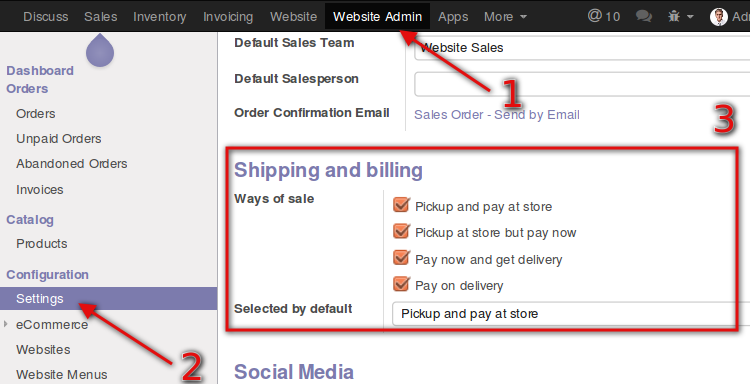 Discuss Sales Inventory Invoicing Website Website Admin Apps More @ 10
Dashboard
Orders
Orders
Unpaid Orders
Abandoned Orders
Invoices
Catalog
Products
Configuration
Settings
eCommerce
Websites
Website Menus
Default Sales Team Website Sales
Default Salesperson
Order Confirmation Email Sales Order - Send by Email
1
3
Shipping and billing
Ways of sale
Pickup and pay at store
Pickup at store but pay now
Pay now and get delivery
Pay on delivery
Selected by default Pickup and pay at store
2
Social Media